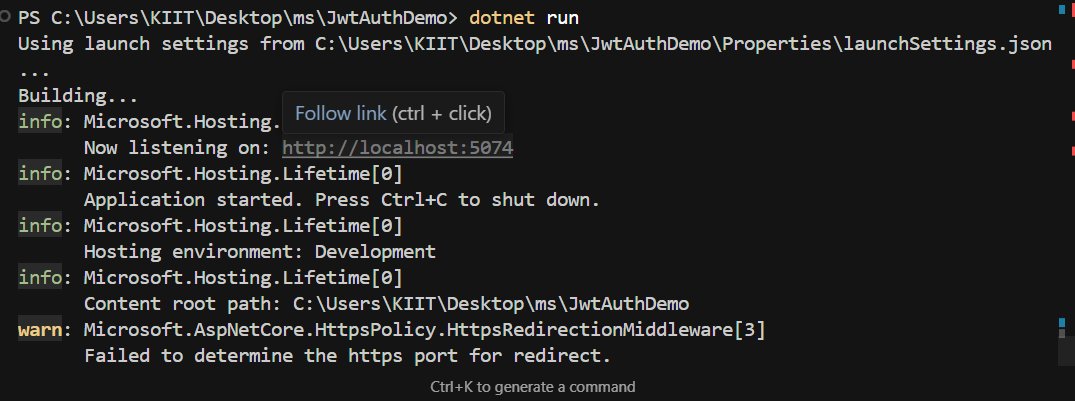 PS C:\Users\KIIT\Desktop\ms\JwtAuthDemo> dotnet run
Using launch settings from C:\Users\KIIT\Desktop\ms\JwtAuthDemo\Properties\launchSettings.json
...
Building...
info: Microsoft.Hosting.
Follow link (ctrl + click)
Now listening on: http://localhost:5074
info: Microsoft.Hosting.Lifetime[0]
Application started. Press Ctrl+C to shut down.
info: Microsoft.Hosting.Lifetime[0]
Hosting environment: Development
info: Microsoft.Hosting.Lifetime[0]
Content root path: C:\Users\KIIT\Desktop\ms\JwtAuthDemo
warn: Microsoft.AspNetCore.HttpsPolicy.HttpsRedirectionMiddleware[3]
Failed to determine the https port for redirect.
Ctrl+K to generate a command